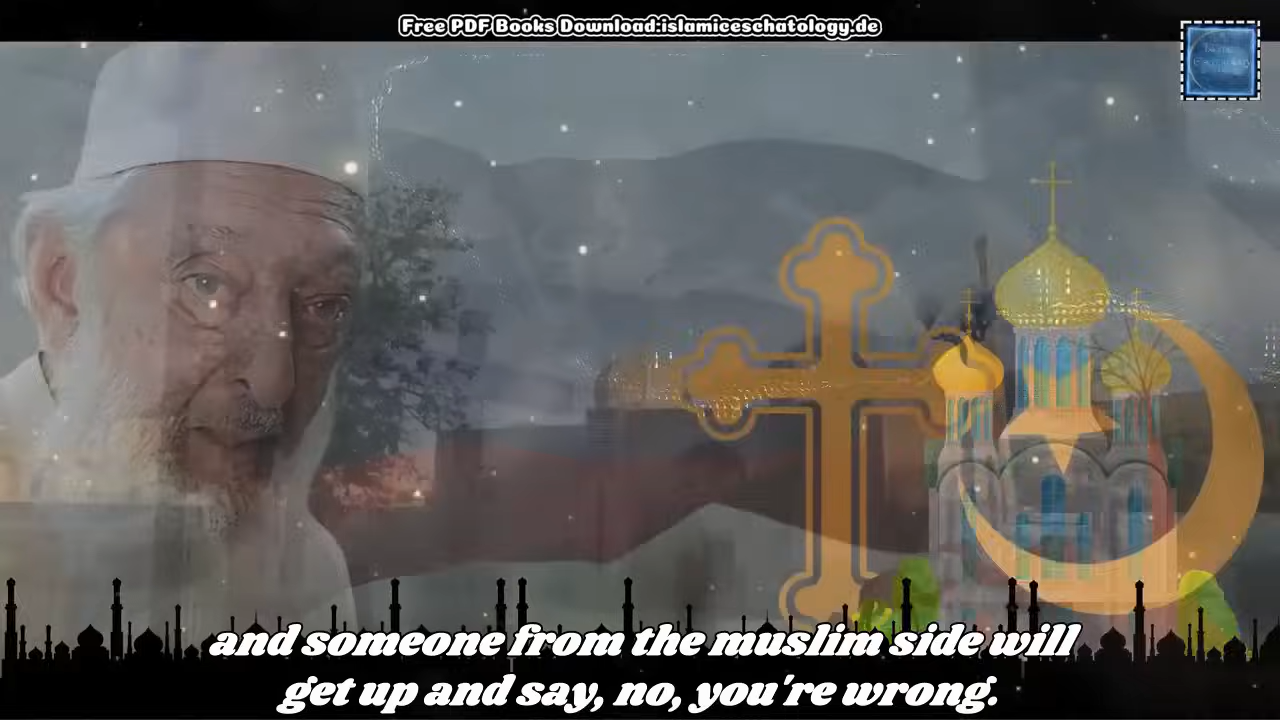 Free PDF Books Download:islamiceschatology.de
and someone from the muslim side will
get up and say, no, you're wrong.